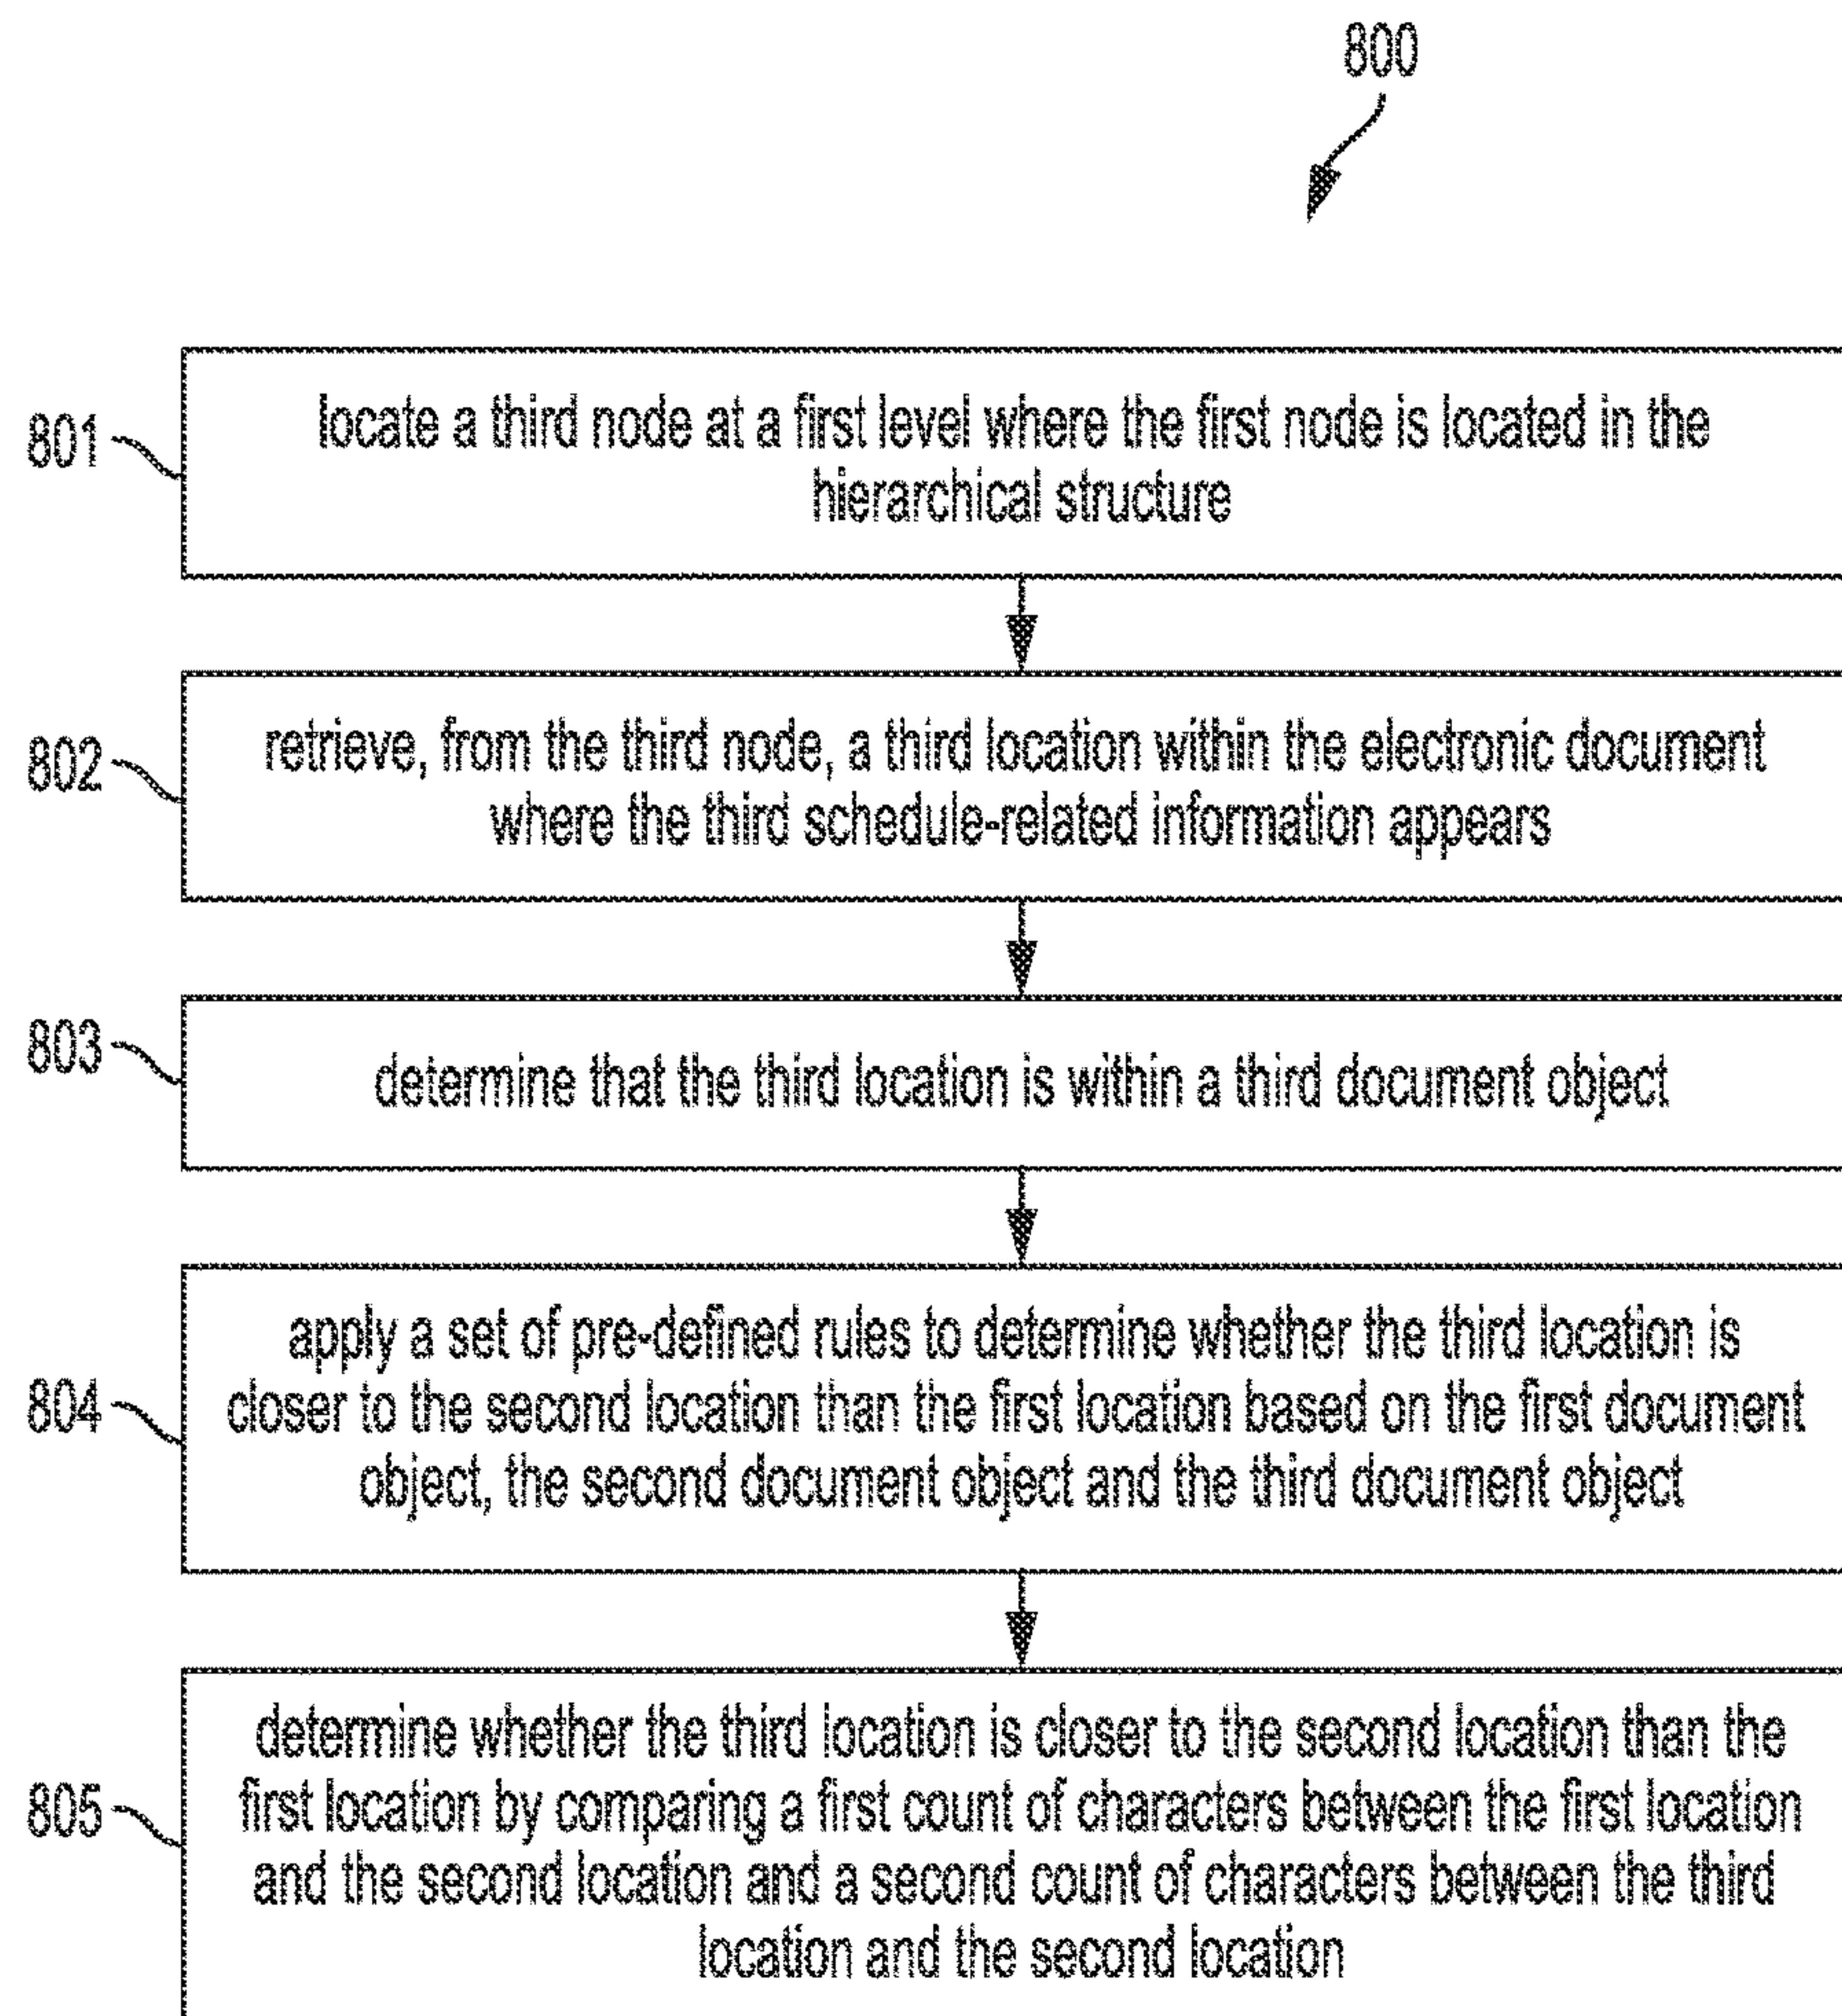 800
801
locate a third node at a first level where the first node is located in the
hierarchical structure
802
retrieve, from the third node, a third location within the electronic document
where the third schedule-related information appears
803
determine that the third location is within a third document object
804
apply a set of pre-defined rules to determine whether the third location is
closer to the second location than the first location based on the first document
object, the second document object and the third document object
805
determine whether the third location is closer to the second location than the
first location by comparing a first count of characters between the first location
and the second location and a second count of characters between the third
location and the second location